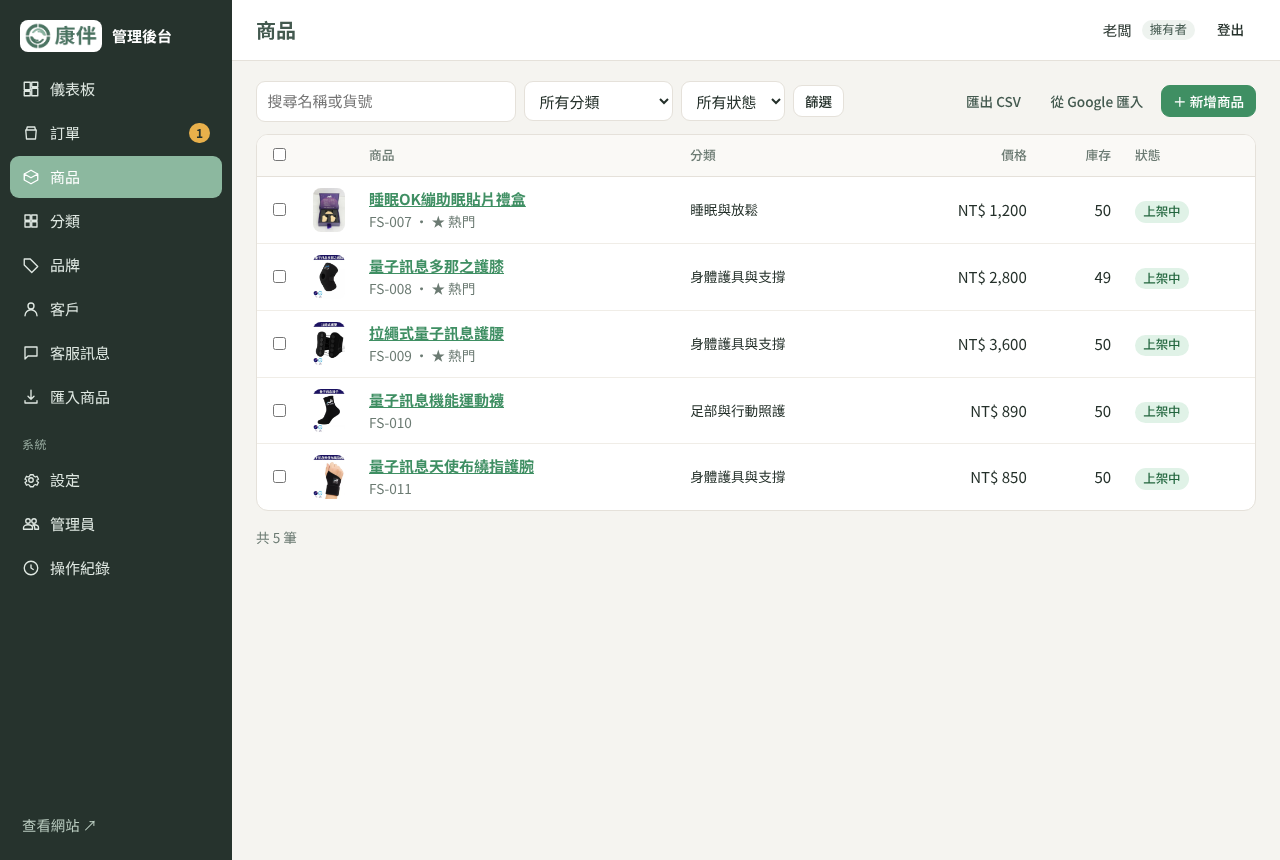 康伴 管理後台
儀表板
訂單 1
商品
分類
品牌
客戶
客服訊息
匯入商品
系統
設定
管理員
操作紀錄
查看網站 ↗
商品
老闆 擁有者 登出
搜尋名稱或貨號 所有分類 所有狀態 篩選 匯出 CSV 從 Google 匯入 ＋ 新增商品
商品 分類 價格 庫存 狀態
睡眠OK繃助眠貼片禮盒
FS-007 · ★ 熱門
睡眠與放鬆 NT$ 1,200 50 上架中
量子訊息多那之護膝
FS-008 · ★ 熱門
身體護具與支撐 NT$ 2,800 49 上架中
拉繩式量子訊息護腰
FS-009 · ★ 熱門
身體護具與支撐 NT$ 3,600 50 上架中
量子訊息機能運動襪
FS-010
足部與行動照護 NT$ 890 50 上架中
量子訊息天使布繞指護腕
FS-011
身體護具與支撐 NT$ 850 50 上架中
共 5 筆